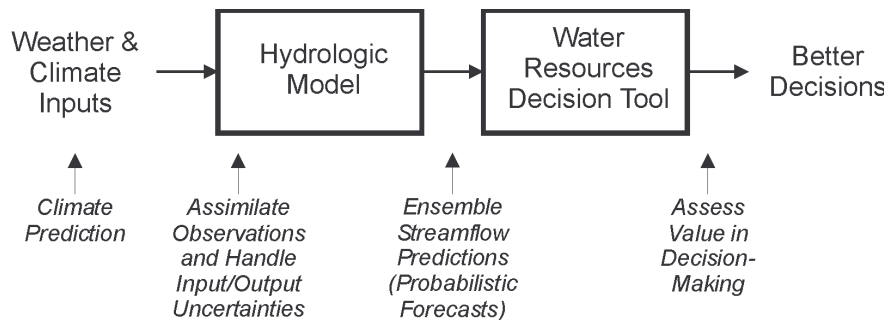 Weather &
Climate
Inputs
Hydrologic
Model
Water
Resources
Decision Tool
Better
Decisions
Climate
Prediction
Assimilate
Observations
and Handle
Input/Output
Uncertainties
Ensemble
Streamflow
Predictions
(Probabilistic
Forecasts)
Assess
Value in
Decision-
Making